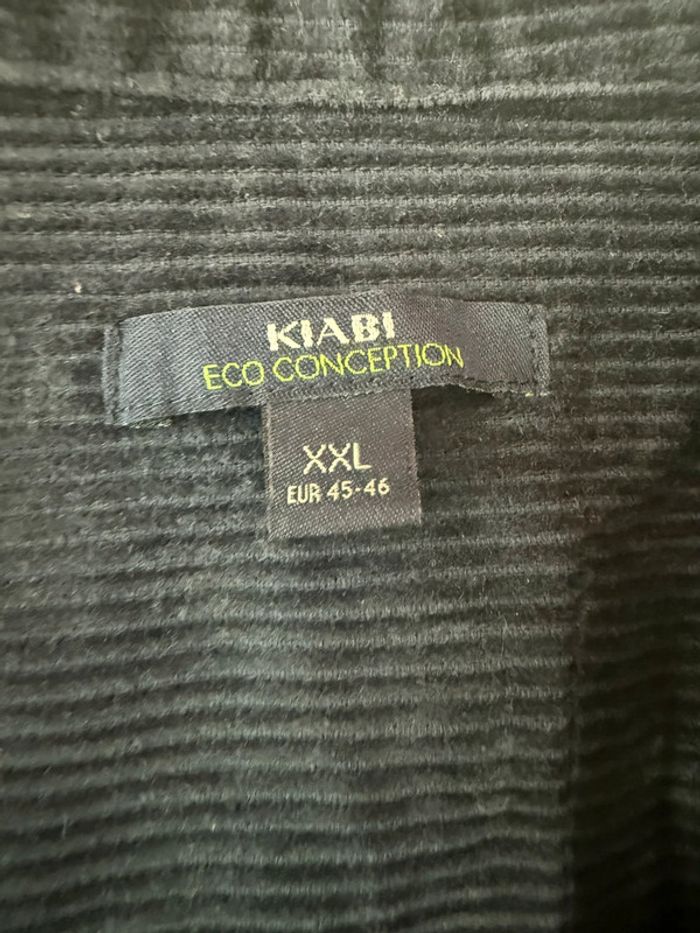 KIABI
ECO CONCEPTION
XXL
EUR 45-46